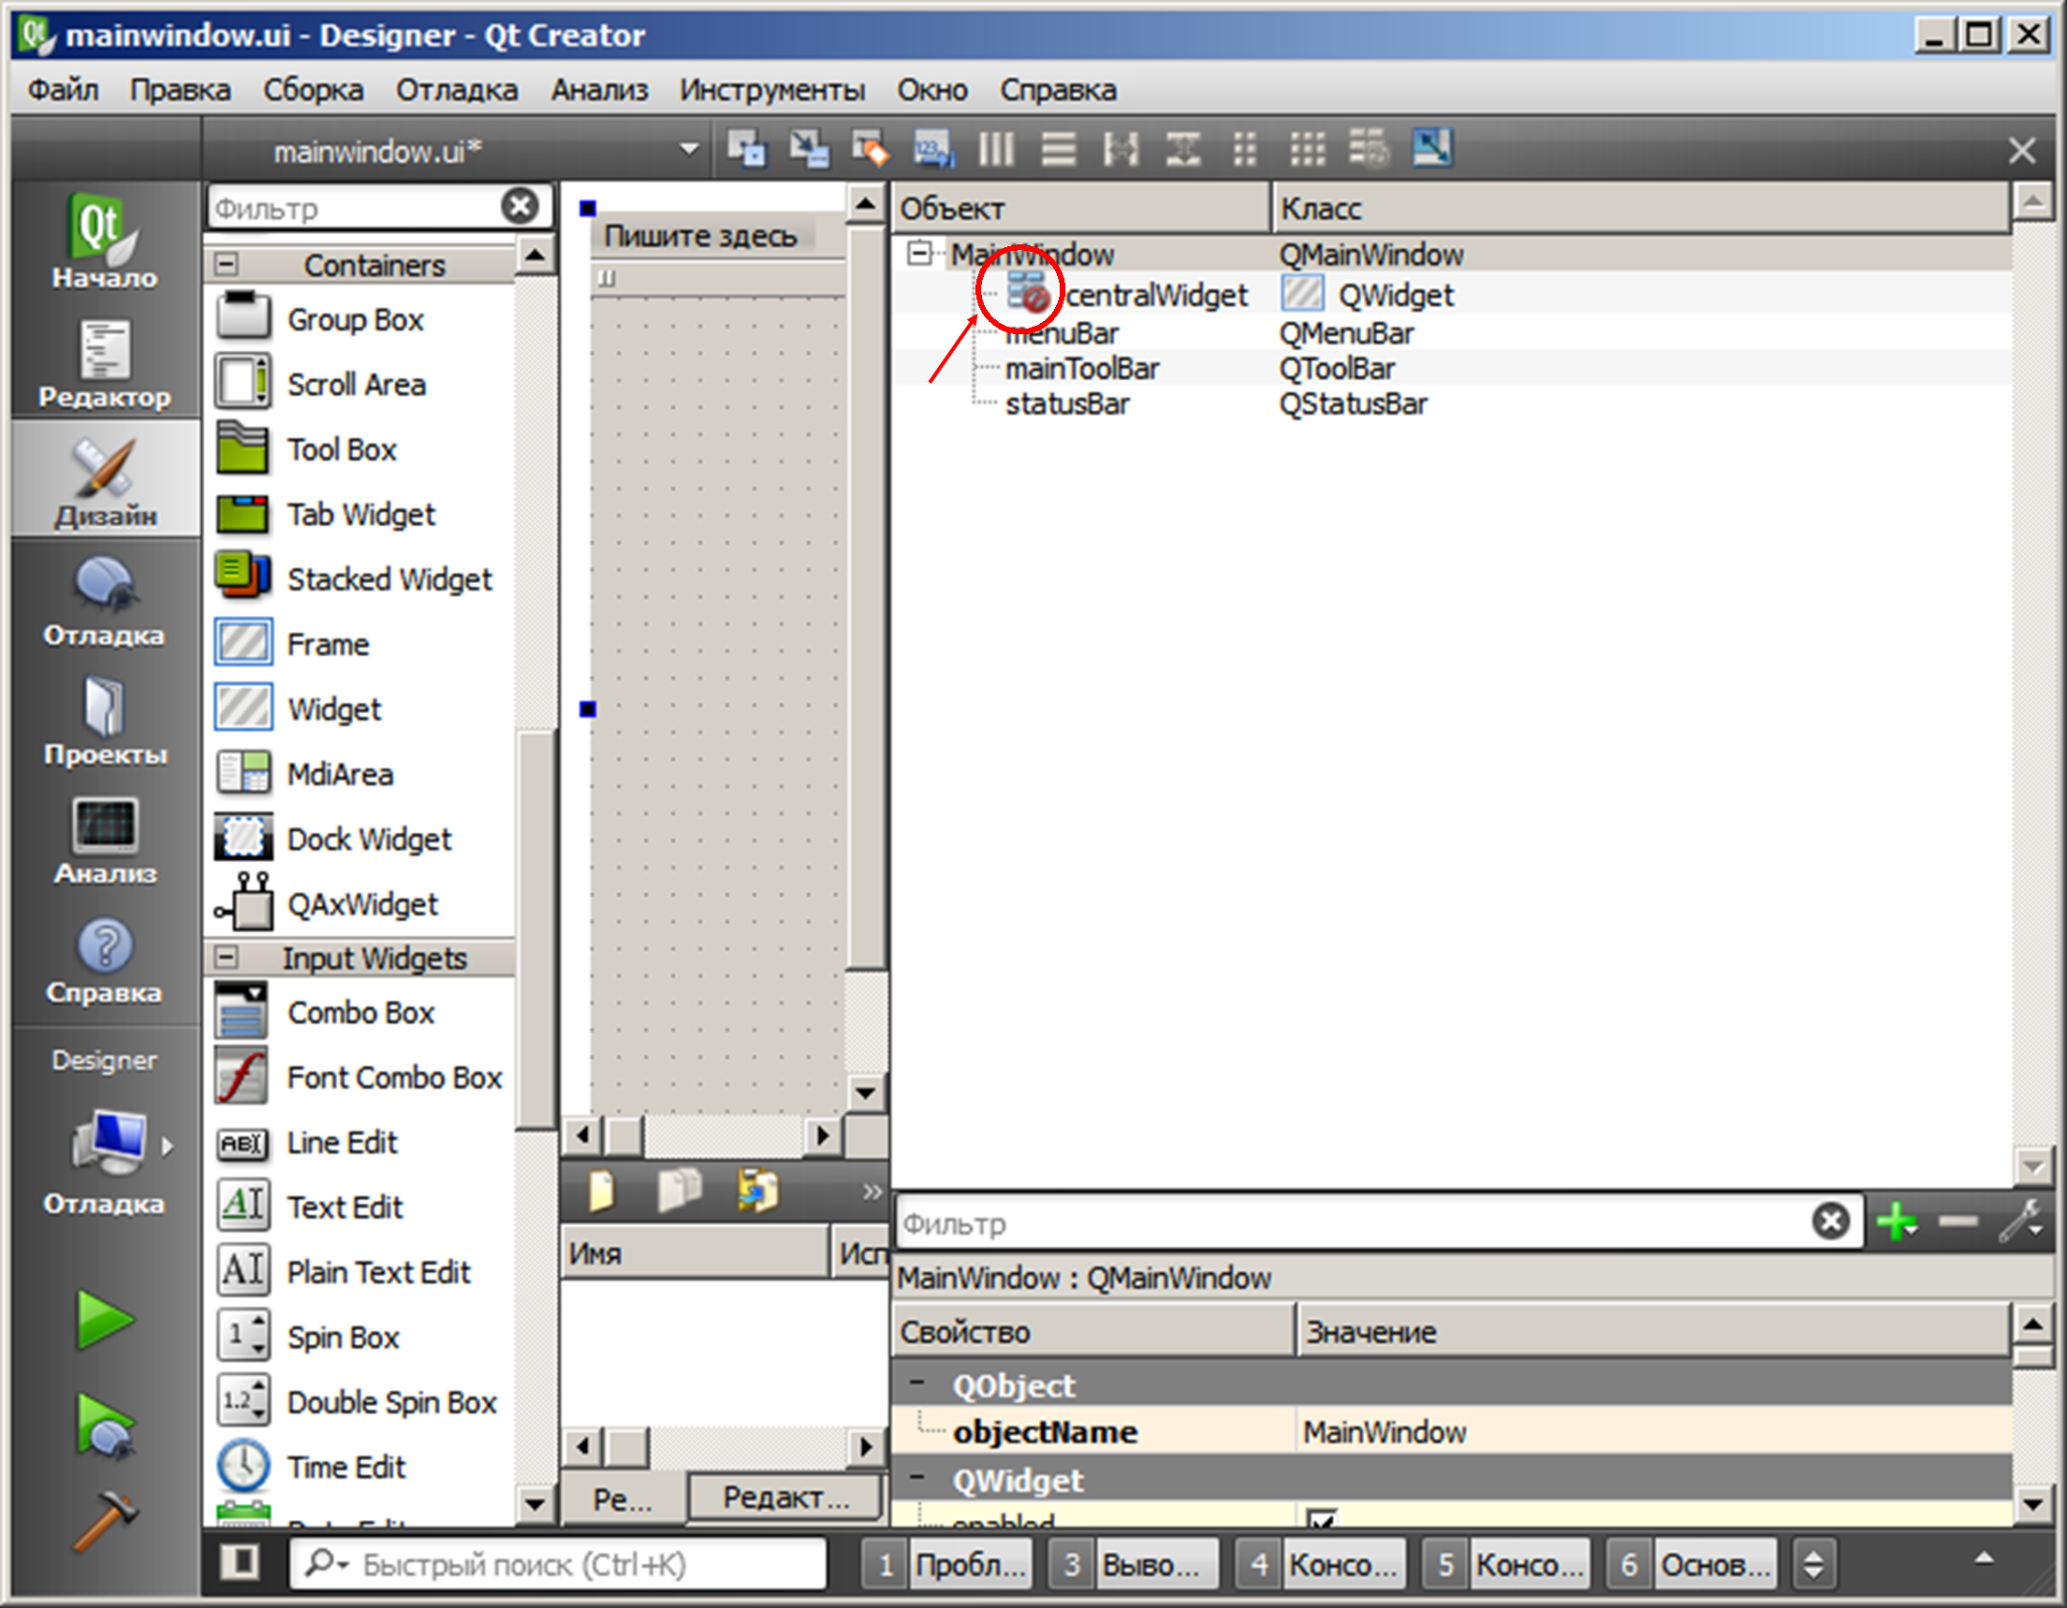 mainwindow.ui - Designer - Qt Creator
Файл Правка Сборка Отладка Анализ Инструменты Окно Справка
mainwindow.ui*
Qt
Начало
Редактор
Дизайн
Отладка
Проекты
Анализ
Справка
Designer
Отладка
Фильтр
Containers
Group Box
Scroll Area
Tool Box
Tab Widget
Stacked Widget
Frame
Widget
MdiArea
Dock Widget
QAxWidget
Input Widgets
Combo Box
Font Combo Box
Line Edit
Text Edit
Plain Text Edit
Spin Box
Double Spin Box
Time Edit
Пишите здесь
Имя Исп
Ре... Редакт...
Объект Класс
MainWindow QMainWindow
centralWidget QWidget
menuBar QMenuBar
mainToolBar QToolBar
statusBar QStatusBar
Фильтр
MainWindow : QMainWindow
Свойство Значение
QObject
objectName MainWindow
QWidget
enabled
Быстрый поиск (Ctrl+K)
1 Пробл... 3 Выво... 4 Консо... 5 Консо... 6 Основ...